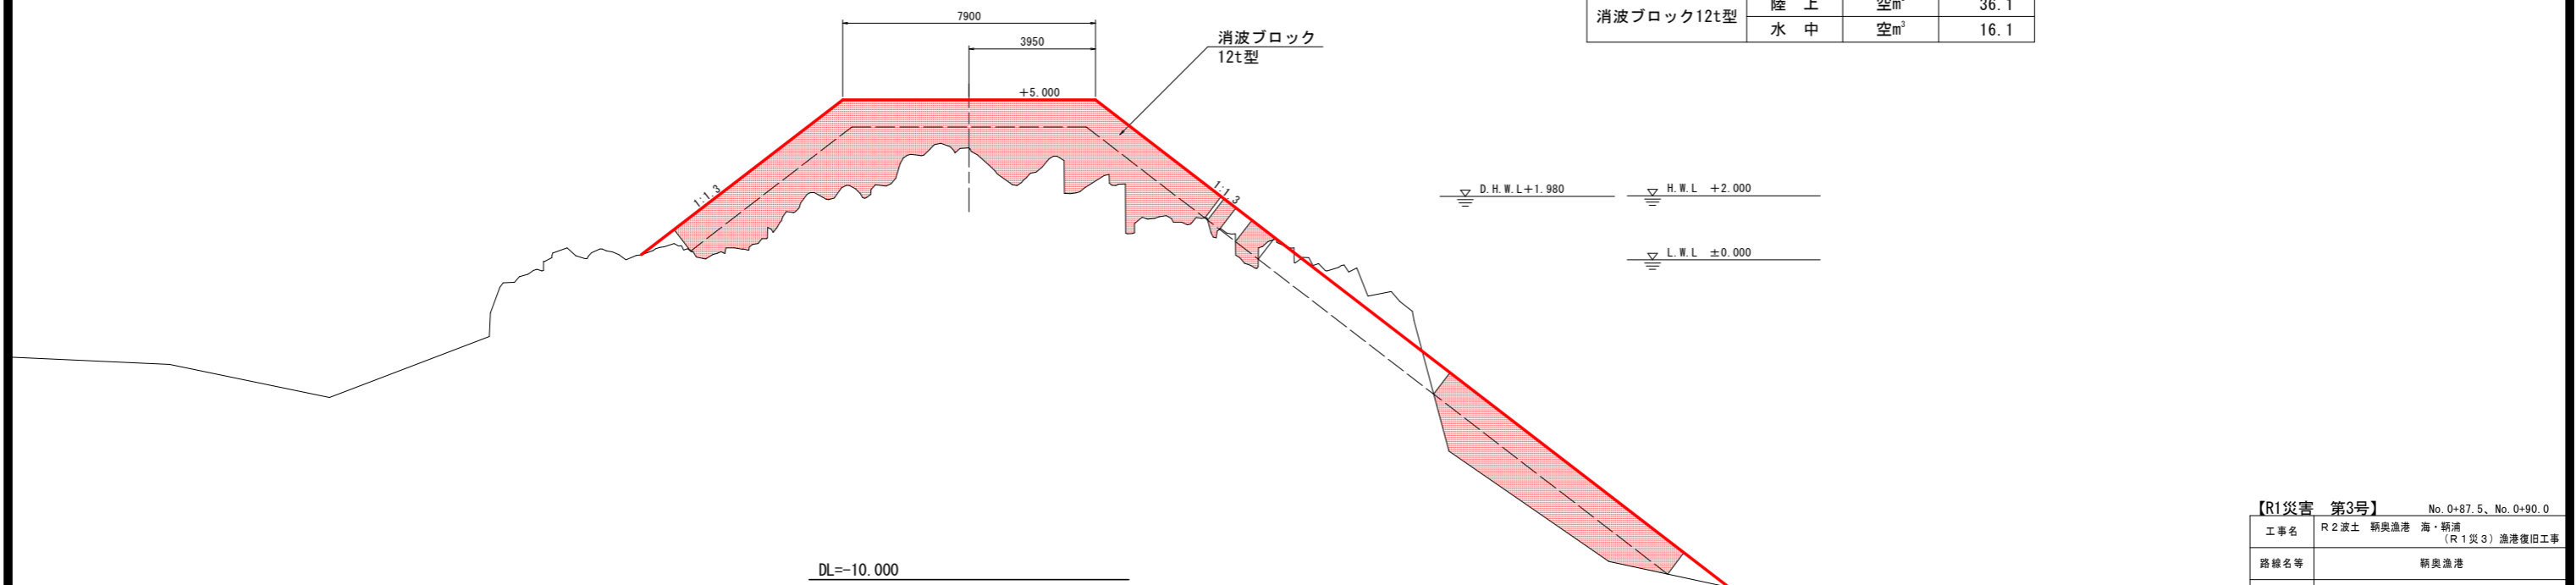 7900
3950
消波ブロック
12t型
+5.000
1:1.3
1:1.3
消波ブロック12t型
陸 上 空m³ 36.1
水 中 空m³ 16.1
D.H.W.L+1.980
H.W.L +2.000
L.W.L ±0.000
DL=-10.000
【R1災害 第3号】 No.0+87.5、No.0+90.0
工事名 R2波土 鞆奥漁港 海・鞆浦
(R1災3)漁港復旧工事
路線名等 鞆奥漁港